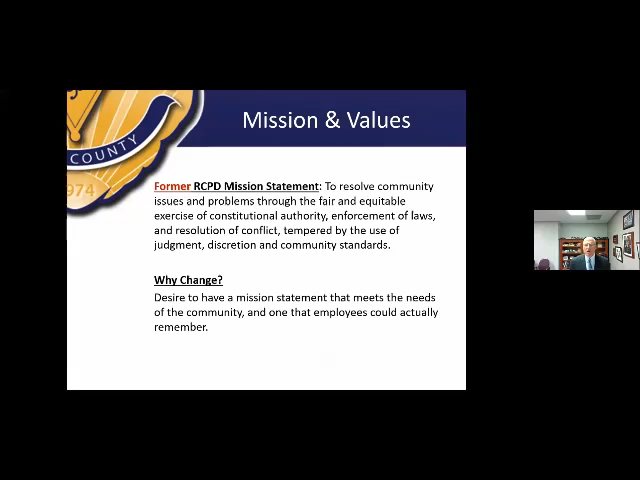 COUNTY
1974
Mission & Values
Former RCPD Mission Statement: To resolve community
issues and problems through the fair and equitable
exercise of constitutional authority, enforcement of laws,
and resolution of conflict, tempered by the use of
judgment, discretion and community standards.
Why Change?
Desire to have a mission statement that meets the needs
of the community, and one that employees could actually
remember.